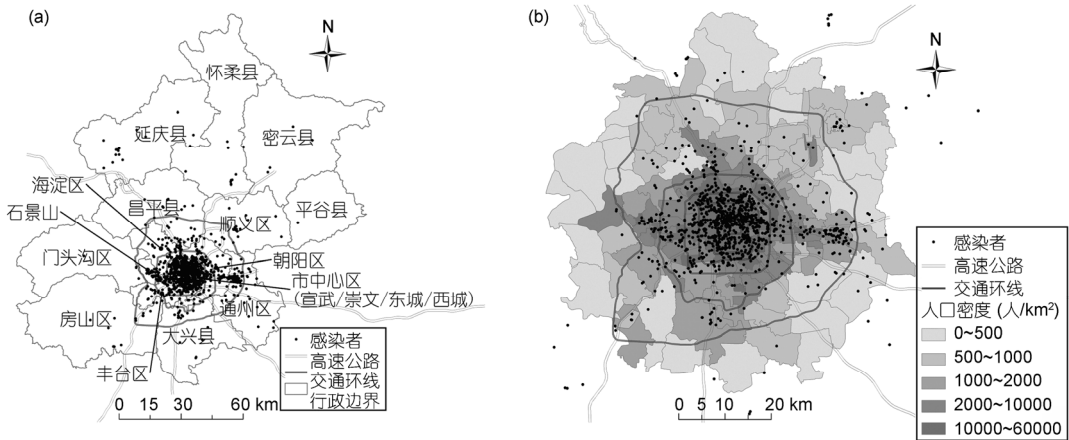 (a)
N
怀柔县
延庆县
密云县
海淀区
昌平县
石景山
顺义区
平谷县
门头沟区
朝阳区
市中心区
(宣武/崇文/东城/西城)
通州区
房山区
大兴县
丰台区
感染者
高速公路
交通环线
行政边界
0 15 30 60 km
(b)
N
感染者
高速公路
交通环线
人口密度 (人/km²)
0~500
500~1000
1000~2000
2000~10000
10000~60000
0 5 10 20 km